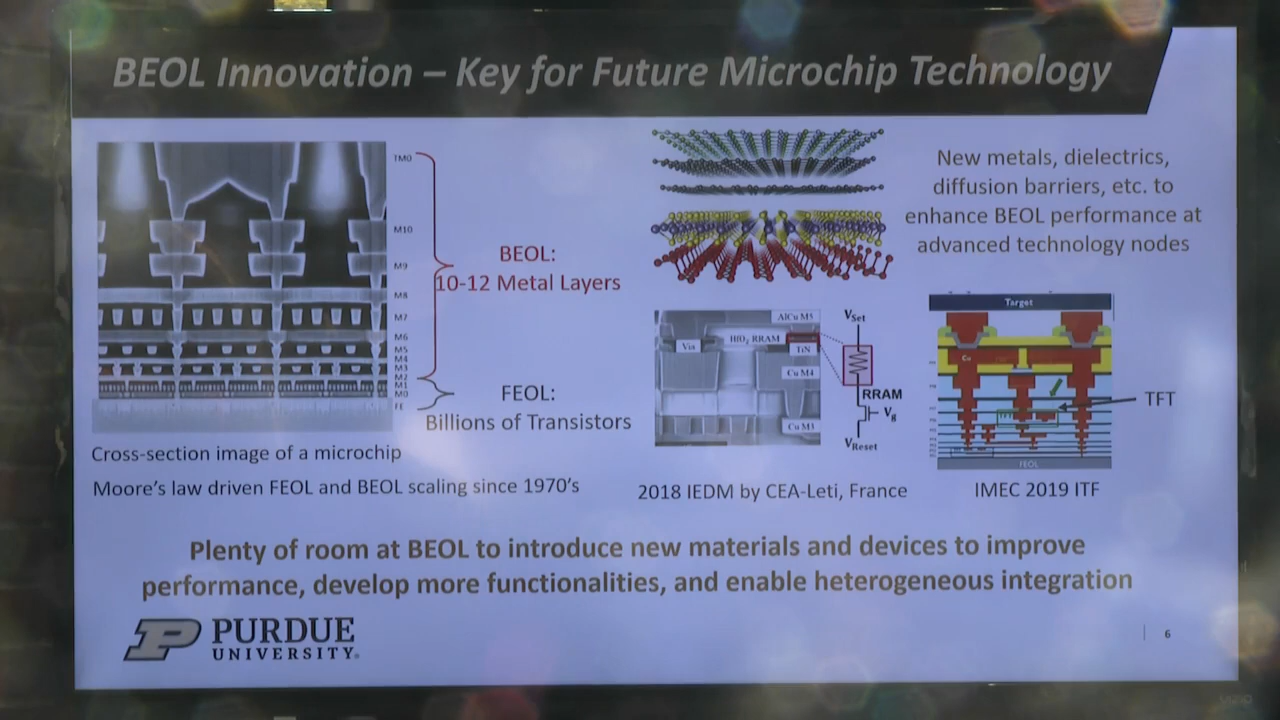 BEOL Innovation – Key for Future Microchip Technology
TM0
M10
M9
M8
M7
M6
M5
M4
M3
M2
M1
M0
FE
BEOL:
10-12 Metal Layers
FEOL:
Billions of Transistors
Cross-section image of a microchip
Moore's law driven FEOL and BEOL scaling since 1970's
New metals, dielectrics,
diffusion barriers, etc. to
enhance BEOL performance at
advanced technology nodes
AlCu M5
Via
HfO₂ RRAM
TiN
Cu M4
Cu M3
VSet
RRAM
Vg
VReset
2018 IEDM by CEA-Leti, France
Target
Cu
TFT
FEOL
IMEC 2019 ITF
Plenty of room at BEOL to introduce new materials and devices to improve
performance, develop more functionalities, and enable heterogeneous integration
PURDUE
UNIVERSITY®
6